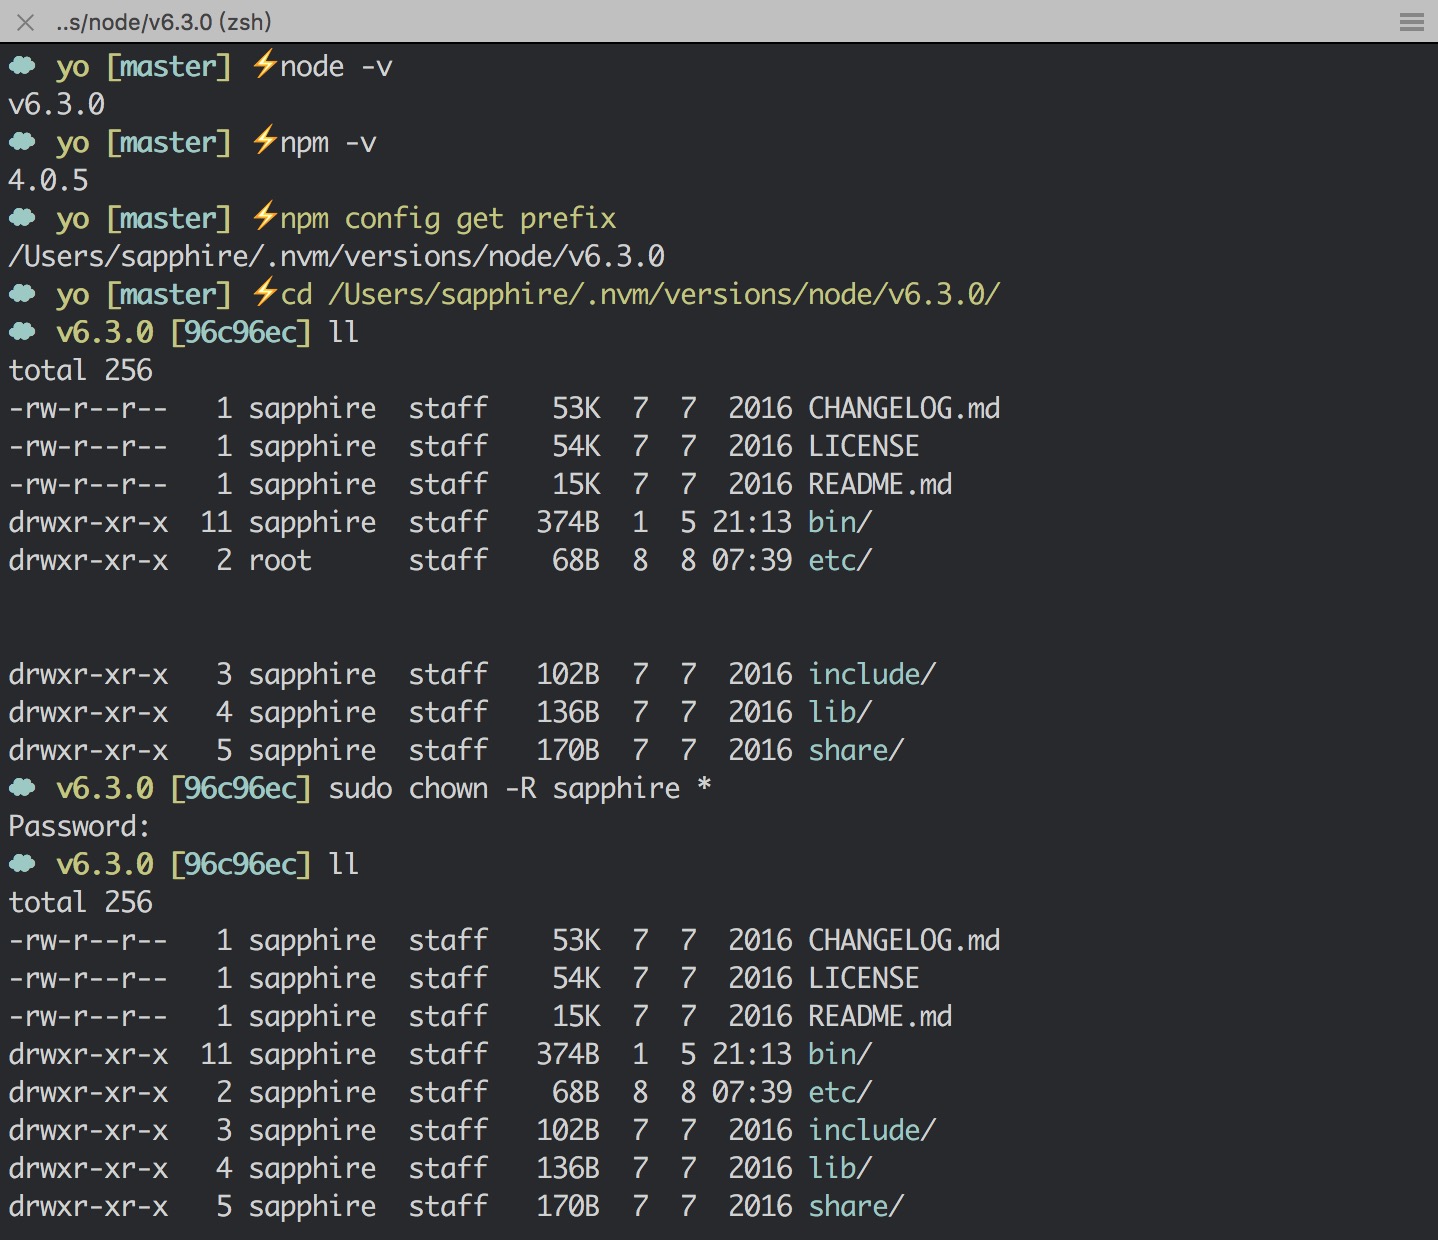 ..s/node/v6.3.0 (zsh)
yo [master] ⚡node -v
v6.3.0
yo [master] ⚡npm -v
4.0.5
yo [master] ⚡npm config get prefix
/Users/sapphire/.nvm/versions/node/v6.3.0
yo [master] ⚡cd /Users/sapphire/.nvm/versions/node/v6.3.0/
v6.3.0 [96c96ec] ll
total 256
-rw-r--r--   1 sapphire  staff    53K  7  7  2016 CHANGELOG.md
-rw-r--r--   1 sapphire  staff    54K  7  7  2016 LICENSE
-rw-r--r--   1 sapphire  staff    15K  7  7  2016 README.md
drwxr-xr-x  11 sapphire  staff   374B  1  5 21:13 bin/
drwxr-xr-x   2 root      staff    68B  8  8 07:39 etc/
drwxr-xr-x   3 sapphire  staff   102B  7  7  2016 include/
drwxr-xr-x   4 sapphire  staff   136B  7  7  2016 lib/
drwxr-xr-x   5 sapphire  staff   170B  7  7  2016 share/
v6.3.0 [96c96ec] sudo chown -R sapphire *
Password:
v6.3.0 [96c96ec] ll
total 256
-rw-r--r--   1 sapphire  staff    53K  7  7  2016 CHANGELOG.md
-rw-r--r--   1 sapphire  staff    54K  7  7  2016 LICENSE
-rw-r--r--   1 sapphire  staff    15K  7  7  2016 README.md
drwxr-xr-x  11 sapphire  staff   374B  1  5 21:13 bin/
drwxr-xr-x   2 sapphire  staff    68B  8  8 07:39 etc/
drwxr-xr-x   3 sapphire  staff   102B  7  7  2016 include/
drwxr-xr-x   4 sapphire  staff   136B  7  7  2016 lib/
drwxr-xr-x   5 sapphire  staff   170B  7  7  2016 share/